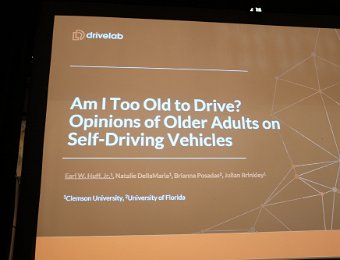 drivelab
Am I Too Old to Drive?
Opinions of Older Adults on
Self-Driving Vehicles
Earl W. Huff, Jr.¹, Natalie DellaMaria¹, Brianna Posadas², Julian Brinkley¹
¹Clemson University, ²University of Florida